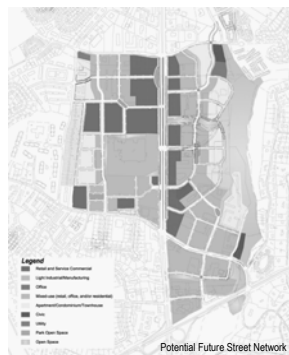 Legend
Retail and Service Commercial
Light Industrial/Manufacturing
Office
Mixed-use (retail, office, and/or residential)
Apartment/Condominium/Townhouse
Civic
Utility
Park Open Space
Open Space
Potential Future Street Network